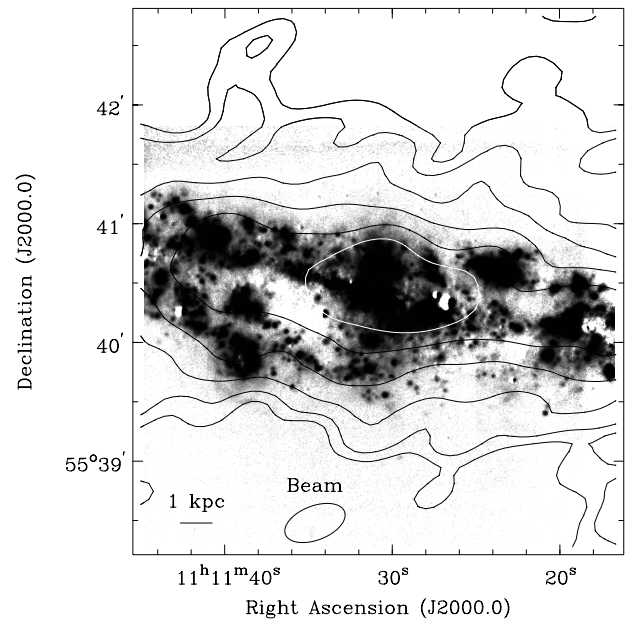 42′
41′
40′
55°39′
Declination (J2000.0)
1 kpc
Beam
11ʰ11ᵐ40ˢ
30ˢ
20ˢ
Right Ascension (J2000.0)